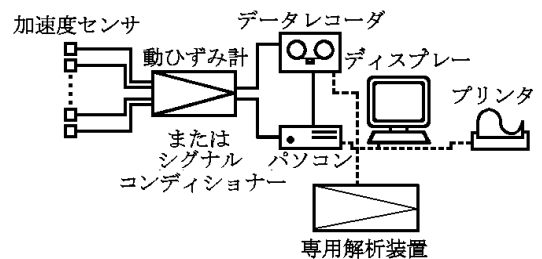 加速度センサ
データレコーダ
動ひずみ計
ディスプレー
プリンタ
または
シグナル
コンディショナー
パソコン
専用解析装置